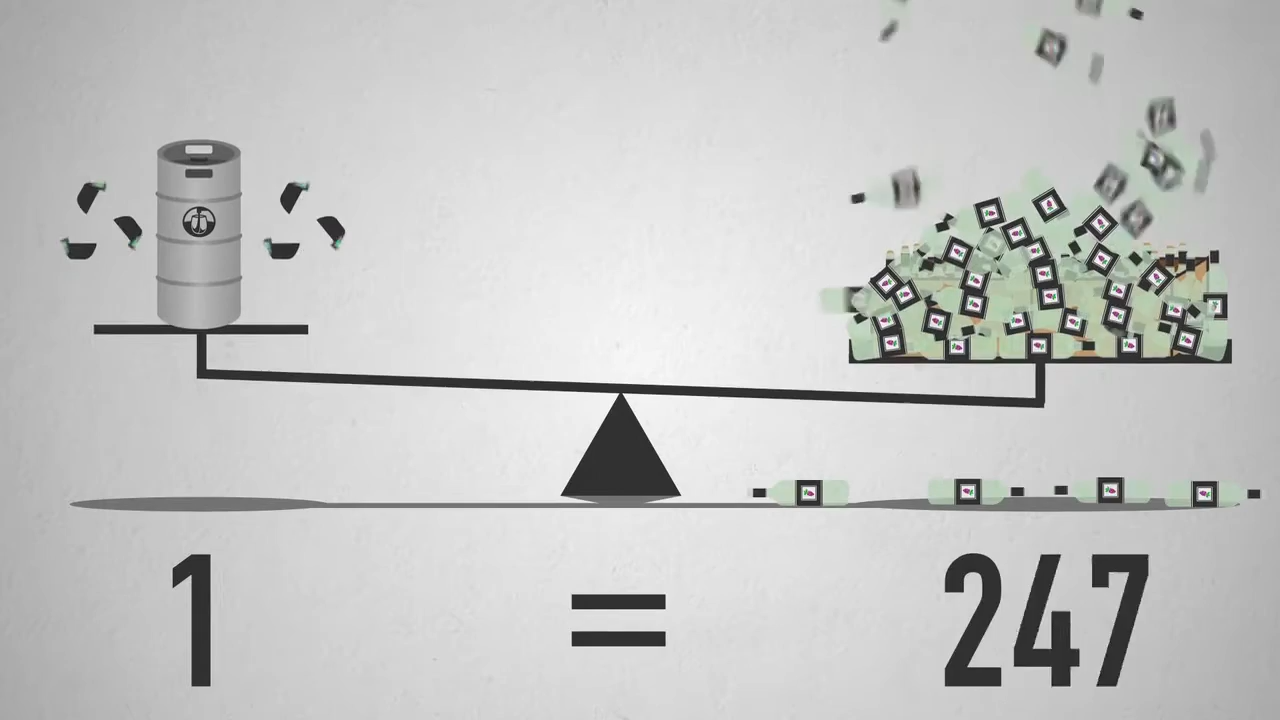 1 = 247